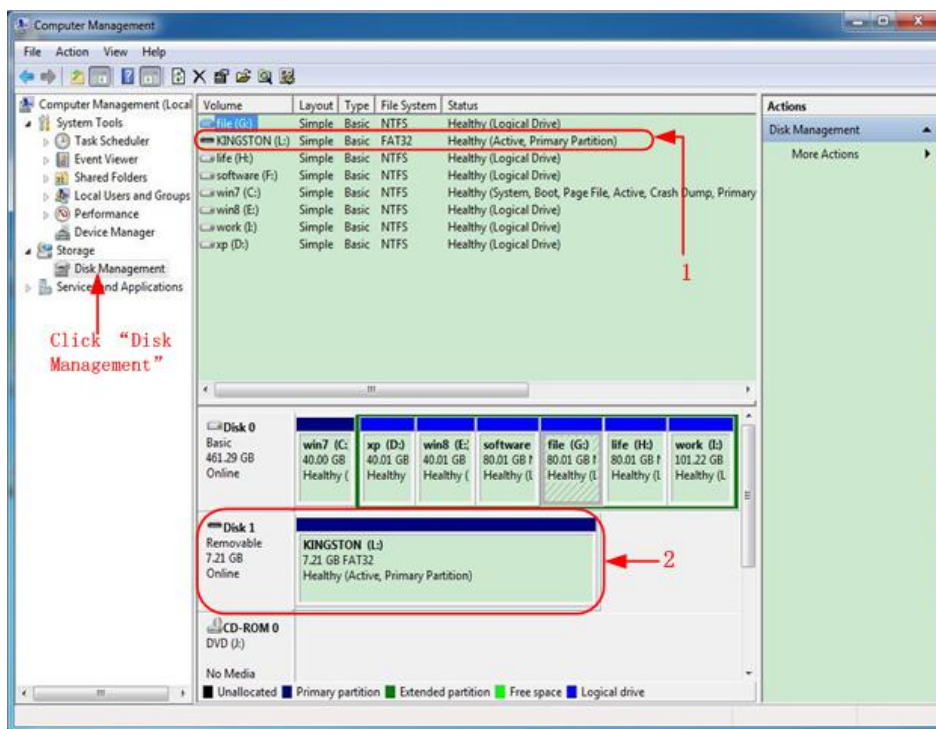 Computer Management
File Action View Help
Computer Management (Local
System Tools
Task Scheduler
Event Viewer
Shared Folders
Local Users and Groups
Performance
Device Manager
Storage
Disk Management
Services and Applications
Click “Disk
Management”
Volume Layout Type File System Status
file (G:) Simple Basic NTFS Healthy (Logical Drive)
KINGSTON (L:) Simple Basic FAT32 Healthy (Active, Primary Partition)
life (H:) Simple Basic NTFS Healthy (Logical Drive)
software (F:) Simple Basic NTFS Healthy (Logical Drive)
win7 (C:) Simple Basic NTFS Healthy (System, Boot, Page File, Active, Crash Dump, Primary
win8 (E:) Simple Basic NTFS Healthy (Logical Drive)
work (I:) Simple Basic NTFS Healthy (Logical Drive)
xp (D:) Simple Basic NTFS Healthy (Logical Drive)
1
Disk 0
Basic
461.29 GB
Online
win7 (C:
40.00 GB
Healthy (
xp (D:)
40.01 GB
Healthy
win8 (E:
40.01 GB
Healthy (
software
80.01 GB N
Healthy (L
file (G:)
80.01 GB N
Healthy (L
life (H:)
80.01 GB N
Healthy (L
work (I:)
101.22 GB
Healthy (L
Disk 1
Removable
7.21 GB
Online
KINGSTON (L:)
7.21 GB FAT32
Healthy (Active, Primary Partition)
2
CD-ROM 0
DVD (J:)
No Media
Unallocated Primary partition Extended partition Free space Logical drive
Actions
Disk Management
More Actions